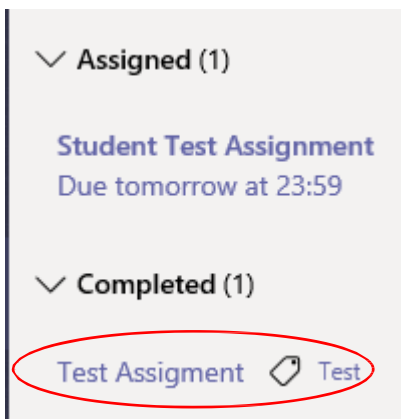 Assigned (1)
Student Test Assignment
Due tomorrow at 23:59
Completed (1)
Test Assigment Test